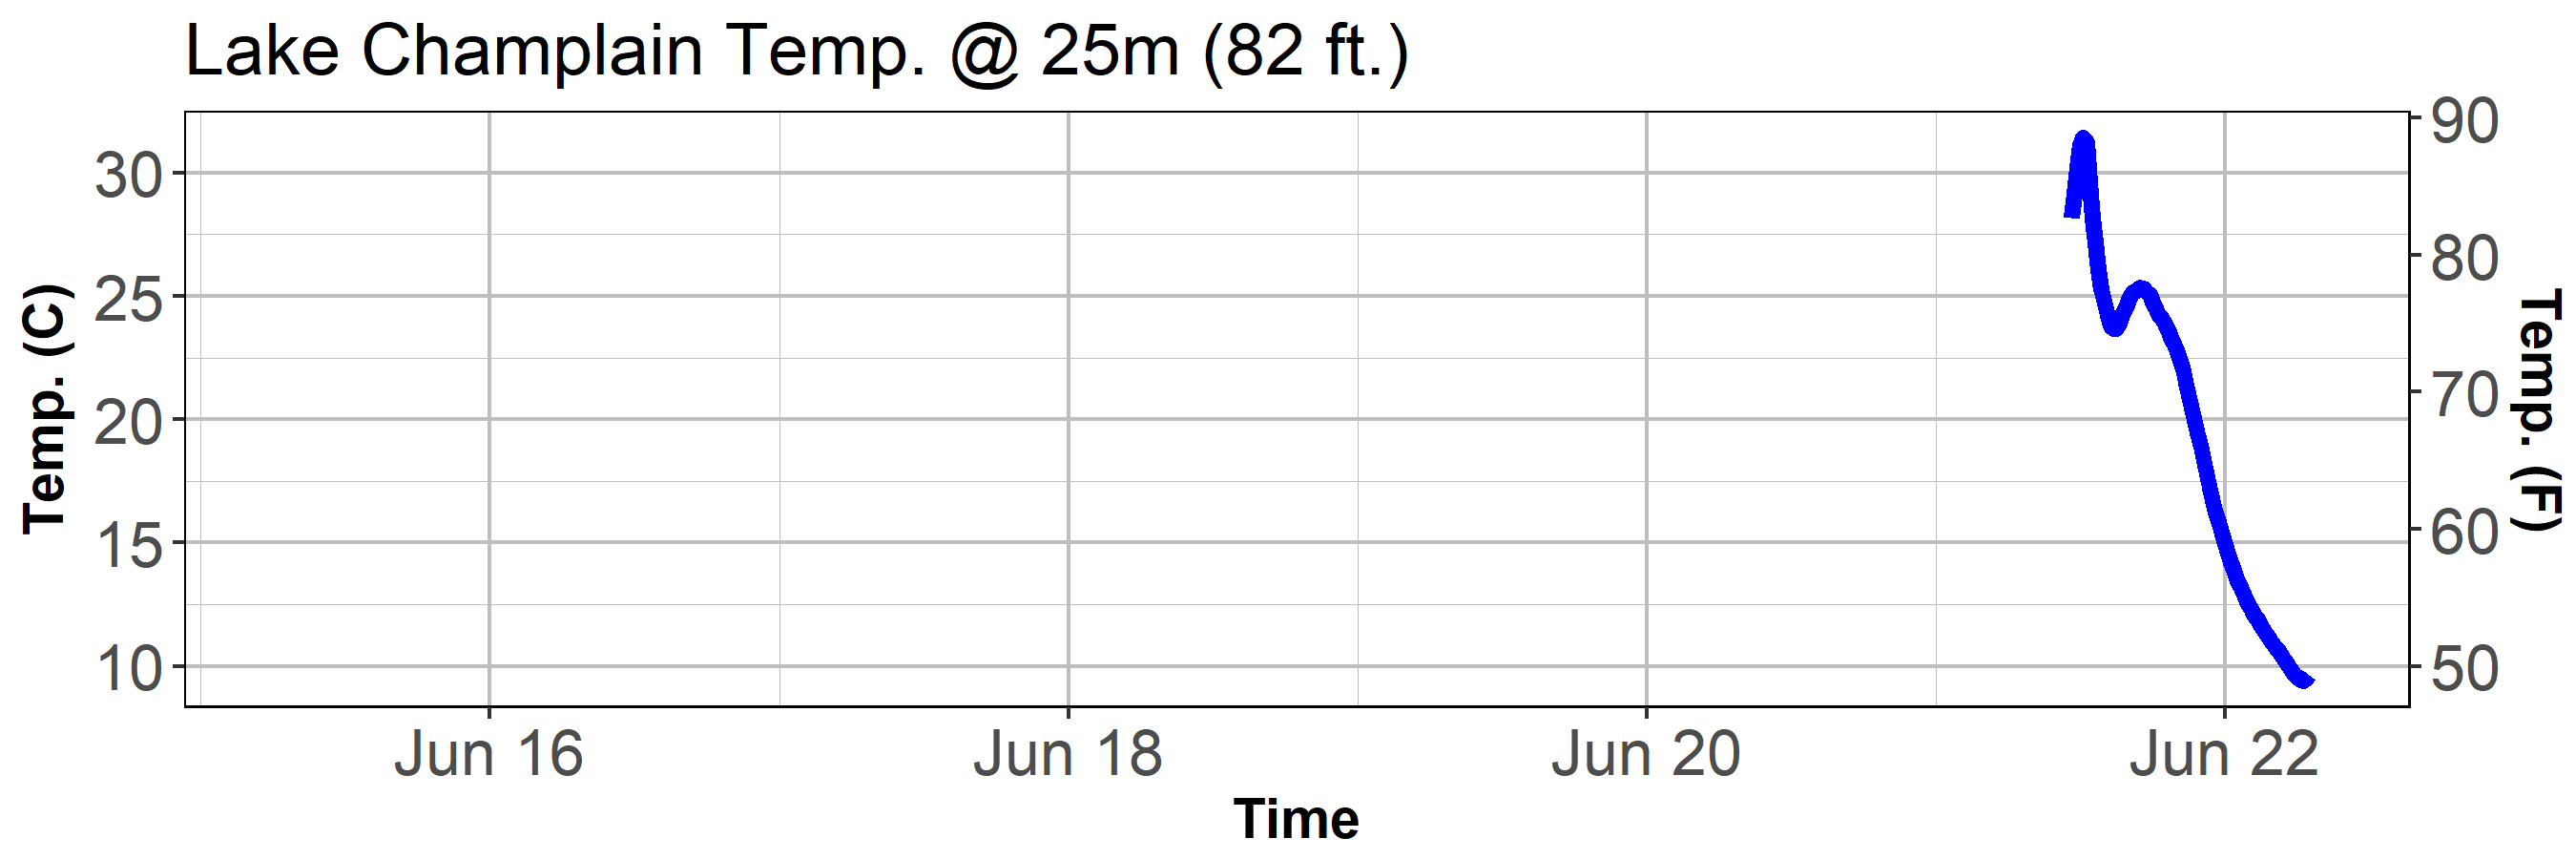 Lake Champlain Temp. @ 25m (82 ft.)
Temp. (C)
30
25
20
15
10
90
80
70
60
50
Temp. (F)
Jun 16
Jun 18
Jun 20
Jun 22
Time